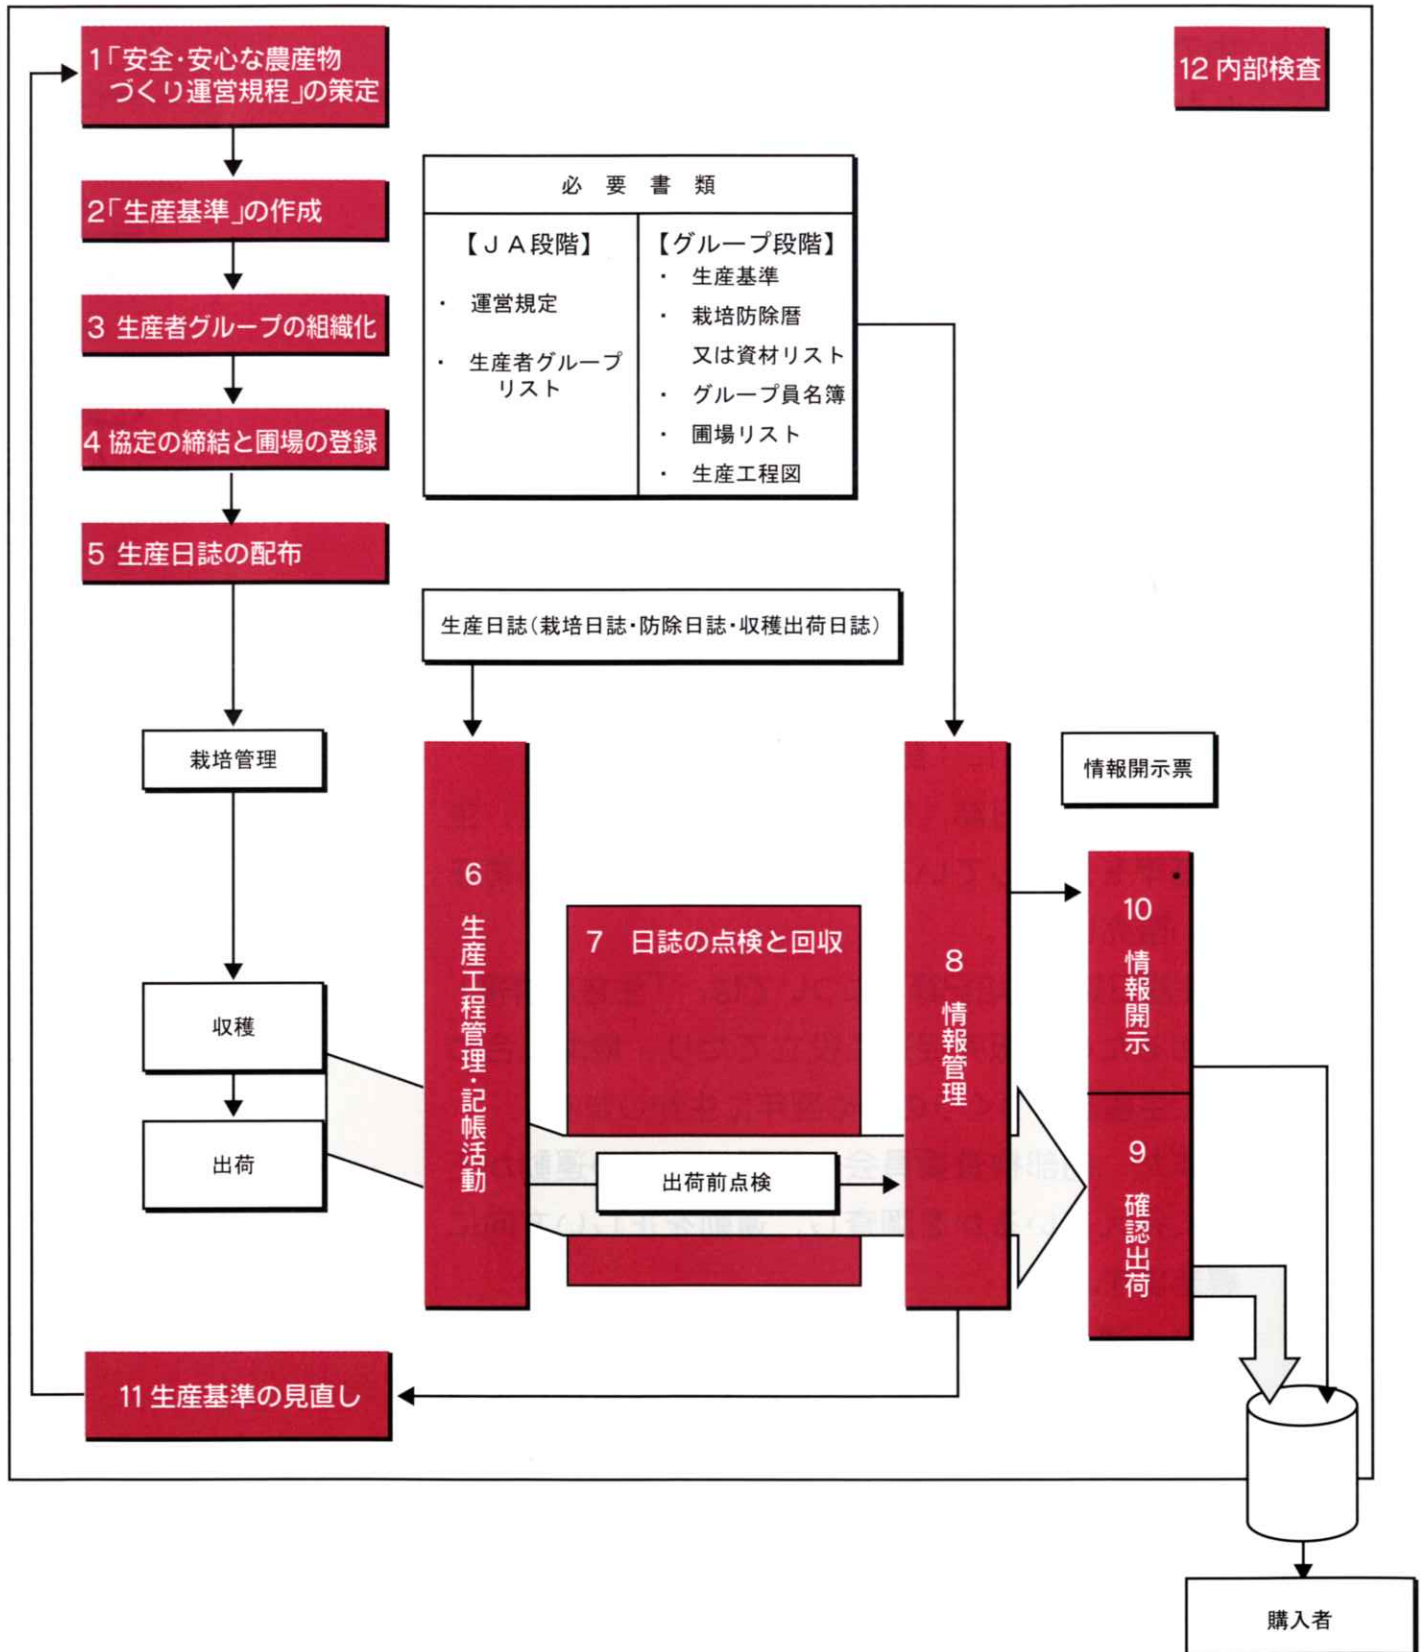 1「安全・安心な農産物
づくり運営規程」の策定
12 内部検査
2「生産基準」の作成
3 生産者グループの組織化
4 協定の締結と圃場の登録
5 生産日誌の配布
必要書類
【JA段階】
・ 運営規定
・ 生産者グループ
リスト
【グループ段階】
・ 生産基準
・ 栽培防除暦
又は資材リスト
・ グループ員名簿
・ 圃場リスト
・ 生産工程図
生産日誌(栽培日誌・防除日誌・収穫出荷日誌)
栽培管理
収穫
出荷
6 生産工程管理・記帳活動
7 日誌の点検と回収
出荷前点検
8 情報管理
情報開示票
10 情報開示
9 確認出荷
11 生産基準の見直し
購入者